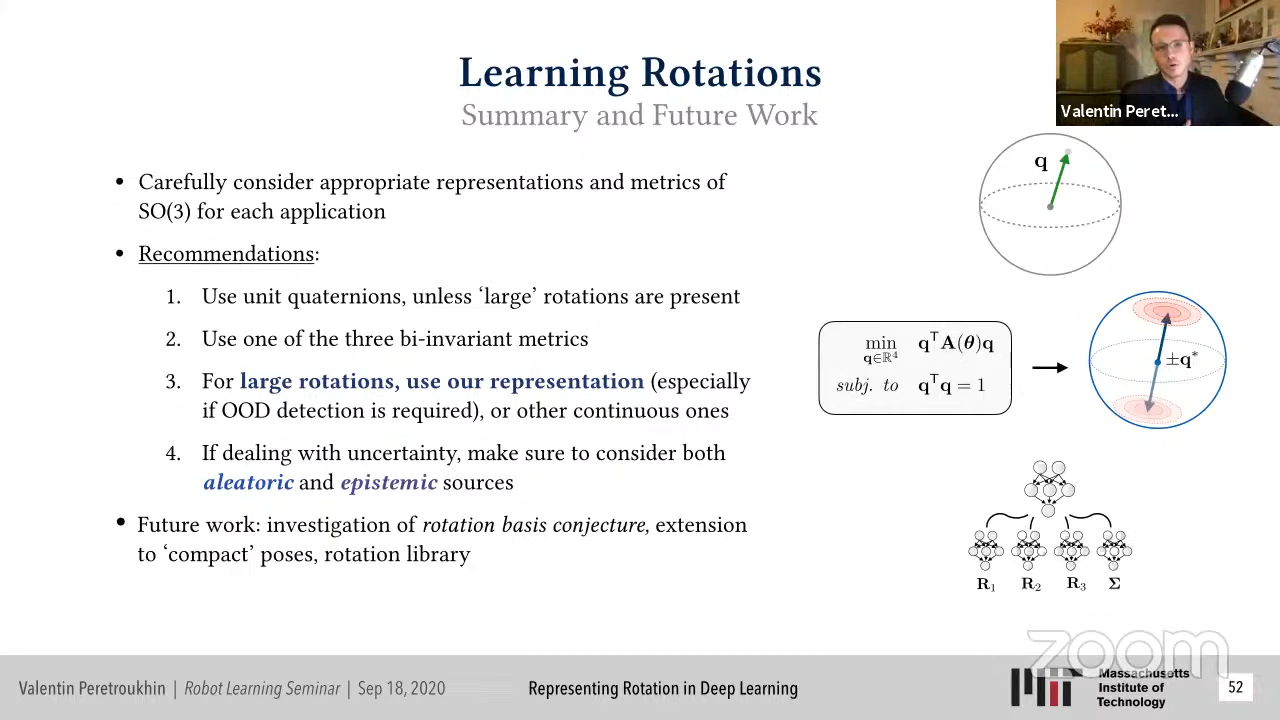 Learning Rotations
Summary and Future Work
Valentin Peret...
• Carefully consider appropriate representations and metrics of
SO(3) for each application
• Recommendations:
1. Use unit quaternions, unless ‘large’ rotations are present
2. Use one of the three bi-invariant metrics
3. For large rotations, use our representation (especially
if OOD detection is required), or other continuous ones
4. If dealing with uncertainty, make sure to consider both
aleatoric and epistemic sources
• Future work: investigation of rotation basis conjecture, extension
to ‘compact’ poses, rotation library
q
min q∈ℝ⁴ qᵀA(θ)q
subj. to qᵀq = 1
±q*
R₁ R₂ R₃ Σ
zoom
Valentin Peretroukhin | Robot Learning Seminar | Sep 18, 2020
Representing Rotation in Deep Learning
MIT
Massachusetts
Institute of
Technology
52